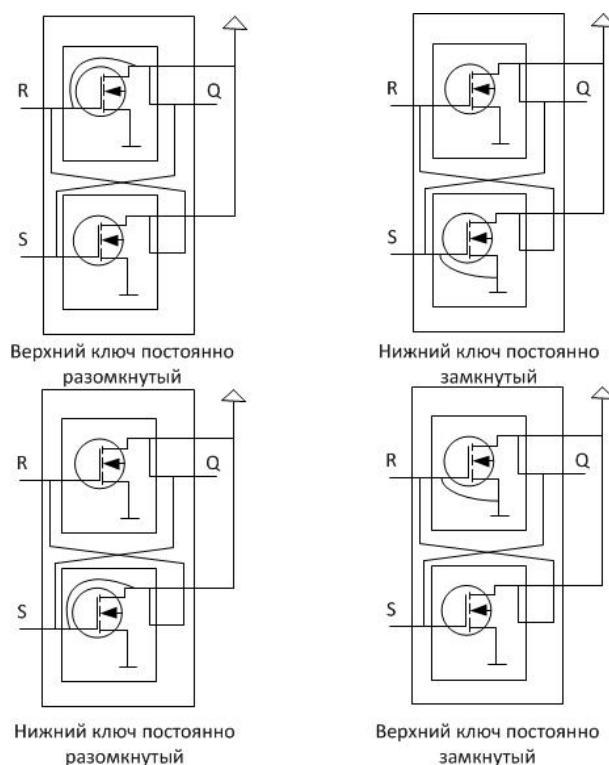 R
Q
S
Верхний ключ постоянно
разомкнутый
R
Q
S
Нижний ключ постоянно
замкнутый
R
Q
S
Нижний ключ постоянно
разомкнутый
R
Q
S
Верхний ключ постоянно
замкнутый